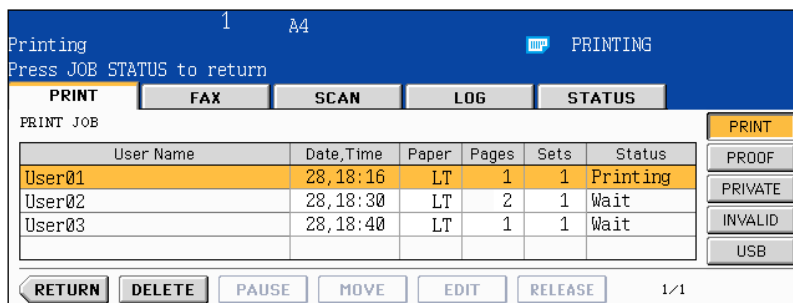 1 A4
Printing PRINTING
Press JOB STATUS to return
PRINT FAX SCAN LOG STATUS
PRINT JOB PRINT
User Name Date,Time Paper Pages Sets Status PROOF
User01 28,18:16 LT 1 1 Printing
PRIVATE
User02 28,18:30 LT 2 1 Wait
User03 28,18:40 LT 1 1 Wait INVALID
USB
RETURN DELETE PAUSE MOVE EDIT RELEASE 1/1